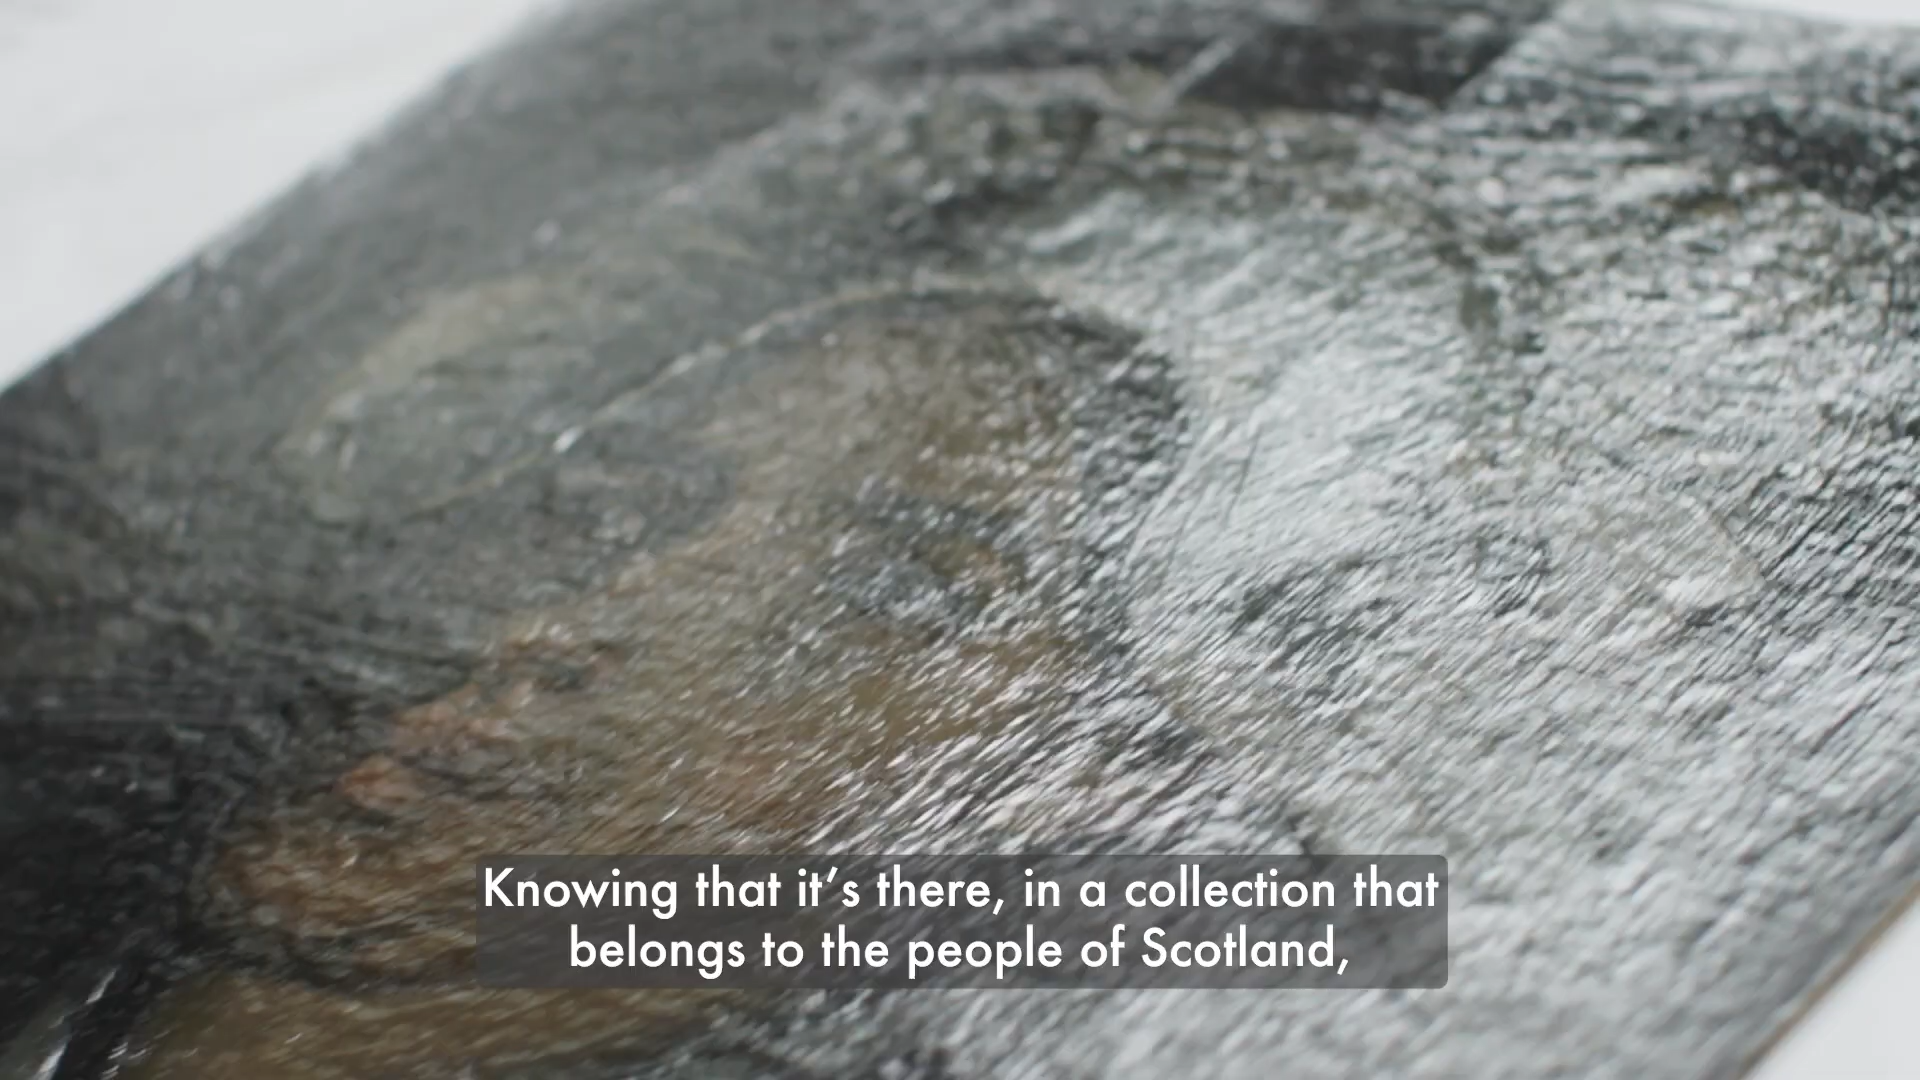 Knowing that it's there, in a collection that
belongs to the people of Scotland,